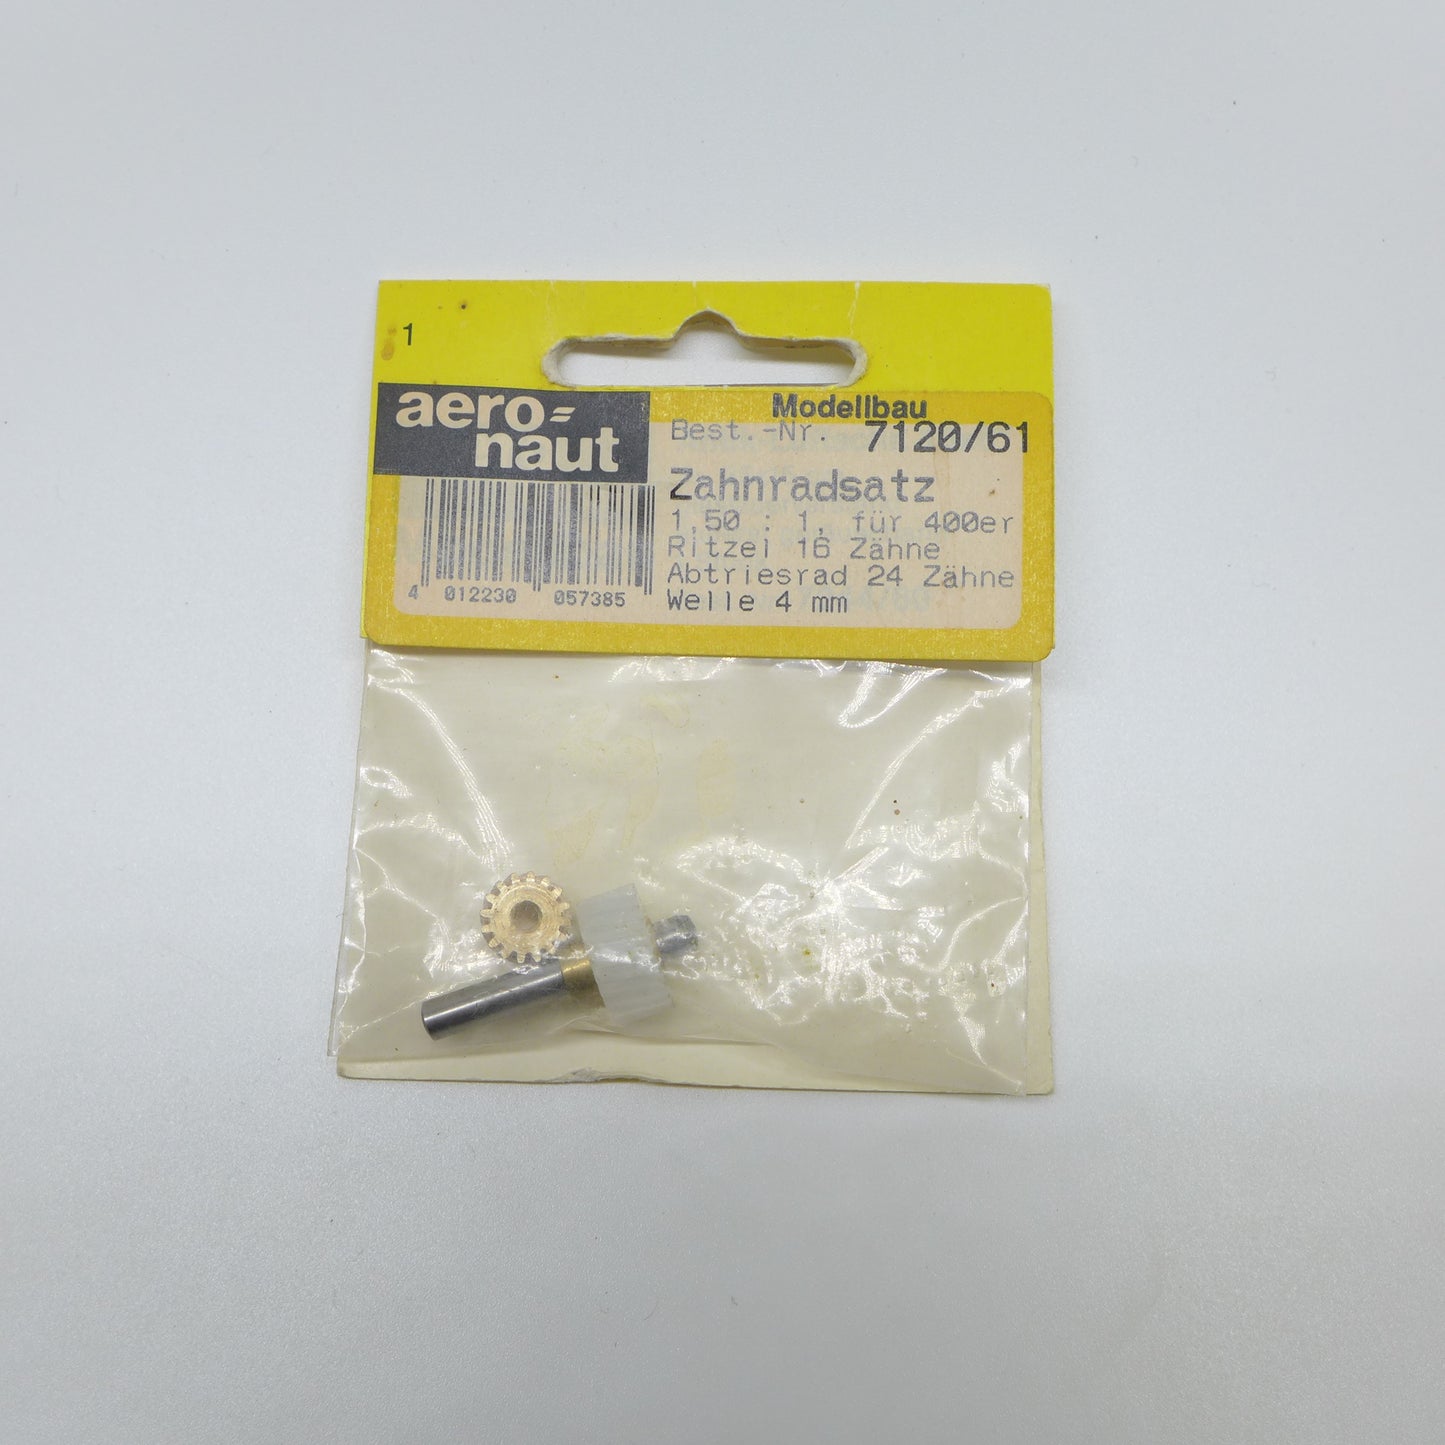 1
aero=
naut
Modellbau
Best.-Nr. 7120/61
Zahnradsatz
1,50 : 1, für 400er
Ritzel 16 Zähne
Abtriesrad 24 Zähne
Welle 4 mm
4 012230 057385